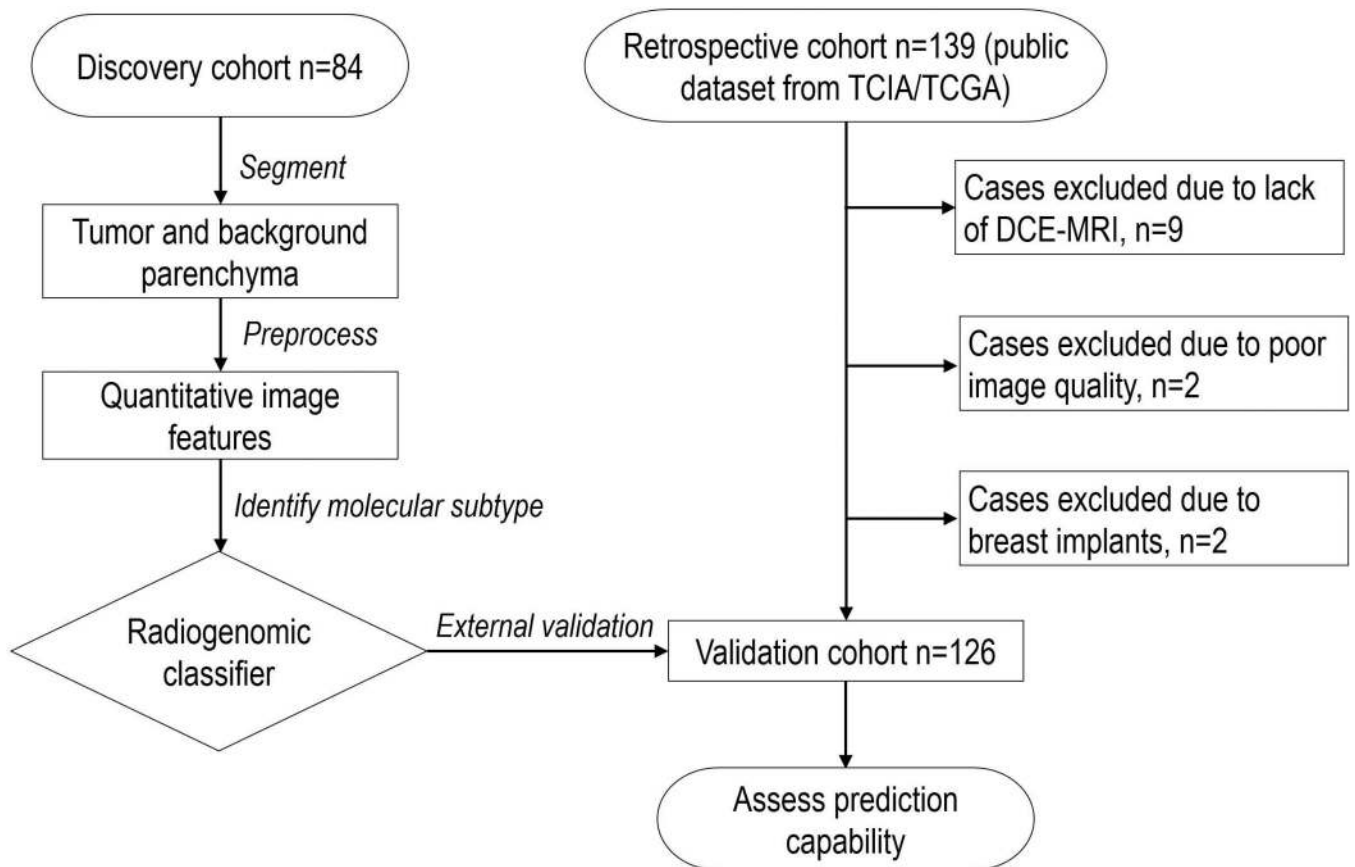 Discovery cohort n=84
Segment
Tumor and background
parenchyma
Preprocess
Quantitative image
features
Identify molecular subtype
Radiogenomic
classifier
External validation
Retrospective cohort n=139 (public
dataset from TCIA/TCGA)
Cases excluded due to lack
of DCE-MRI, n=9
Cases excluded due to poor
image quality, n=2
Cases excluded due to
breast implants, n=2
Validation cohort n=126
Assess prediction
capability